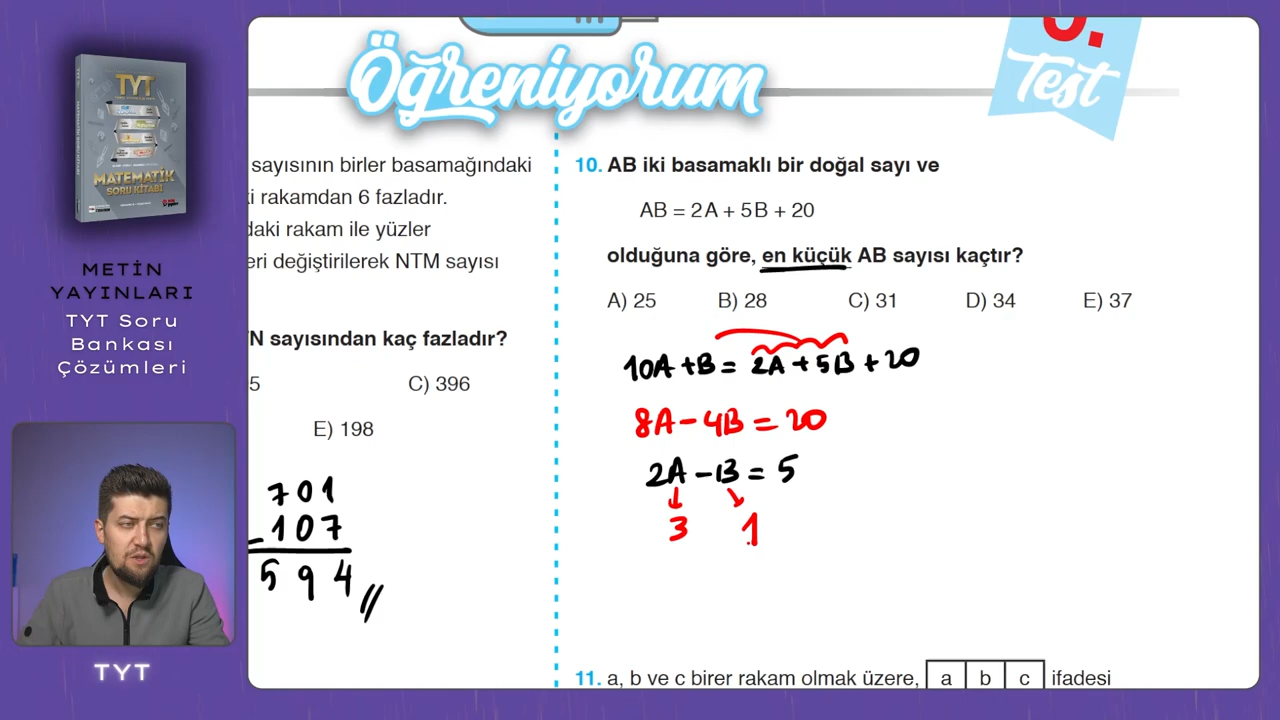 Öğreniyorum
Test
TYT
MATEMATİK
SORU KİTABI
METİN
YAYINLARI
TYT Soru
Bankası
Çözümleri
TYT
sayısının birler basamağındaki
rakamdan 6 fazladır.
daki rakam ile yüzler
eri değiştirilerek NTM sayısı
N sayısından kaç fazladır?
5
C) 396
E) 198
701
- 107
594 //
10. AB iki basamaklı bir doğal sayı ve
AB = 2A + 5B + 20
olduğuna göre, en küçük AB sayısı kaçtır?
A) 25 B) 28 C) 31 D) 34 E) 37
10A + B = 2A + 5B + 20
8A - 4B = 20
2A - B = 5
3 1
11. a, b ve c birer rakam olmak üzere, a b c ifadesi